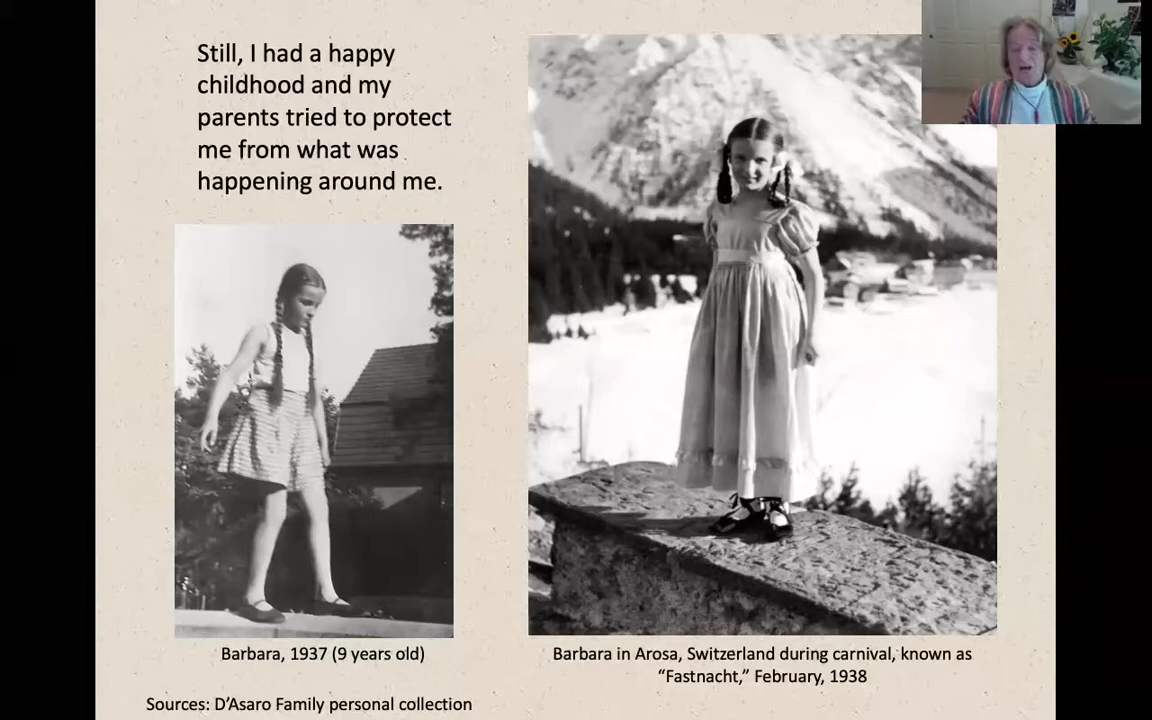 Still, I had a happy
childhood and my
parents tried to protect
me from what was
happening around me.
Barbara, 1937 (9 years old)
Barbara in Arosa, Switzerland during carnival, known as
“Fastnacht,” February, 1938
Sources: D’Asaro Family personal collection